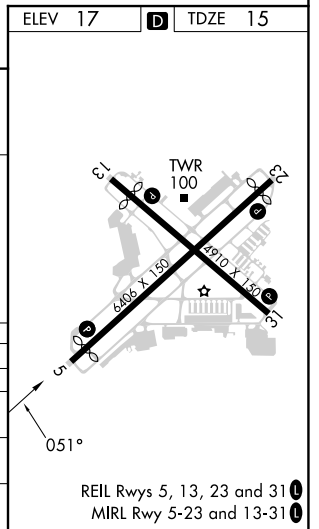 ELEV 17 D TDZE 15
13
TWR
100
23
P
P
6406 X 150
4910 X 150
P
P
5
31
051°
REIL Rwys 5, 13, 23 and 31 L
MIRL Rwy 5-23 and 13-31 L